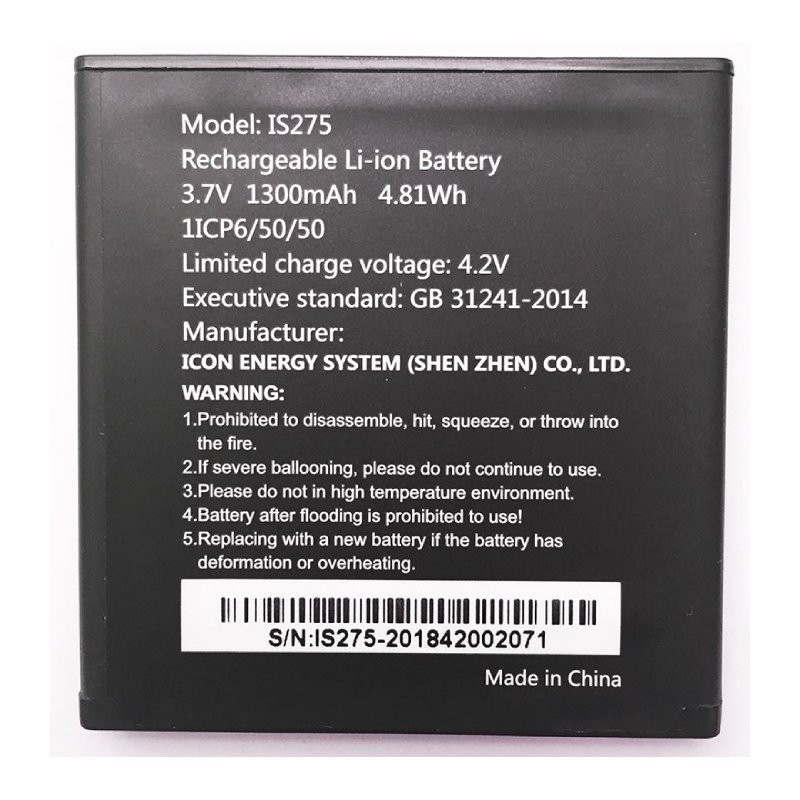 Model: IS275
Rechargeable Li-ion Battery
3.7V 1300mAh 4.81Wh
1ICP6/50/50
Limited charge voltage: 4.2V
Executive standard: GB 31241-2014
Manufacturer:
ICON ENERGY SYSTEM (SHEN ZHEN) CO., LTD.
WARNING:
1.Prohibited to disassemble, hit, squeeze, or throw into
the fire.
2.If severe ballooning, please do not continue to use.
3.Please do not in high temperature environment.
4.Battery after flooding is prohibited to use!
5.Replacing with a new battery if the battery has
deformation or overheating.
S/N:IS275-201842002071
Made in China